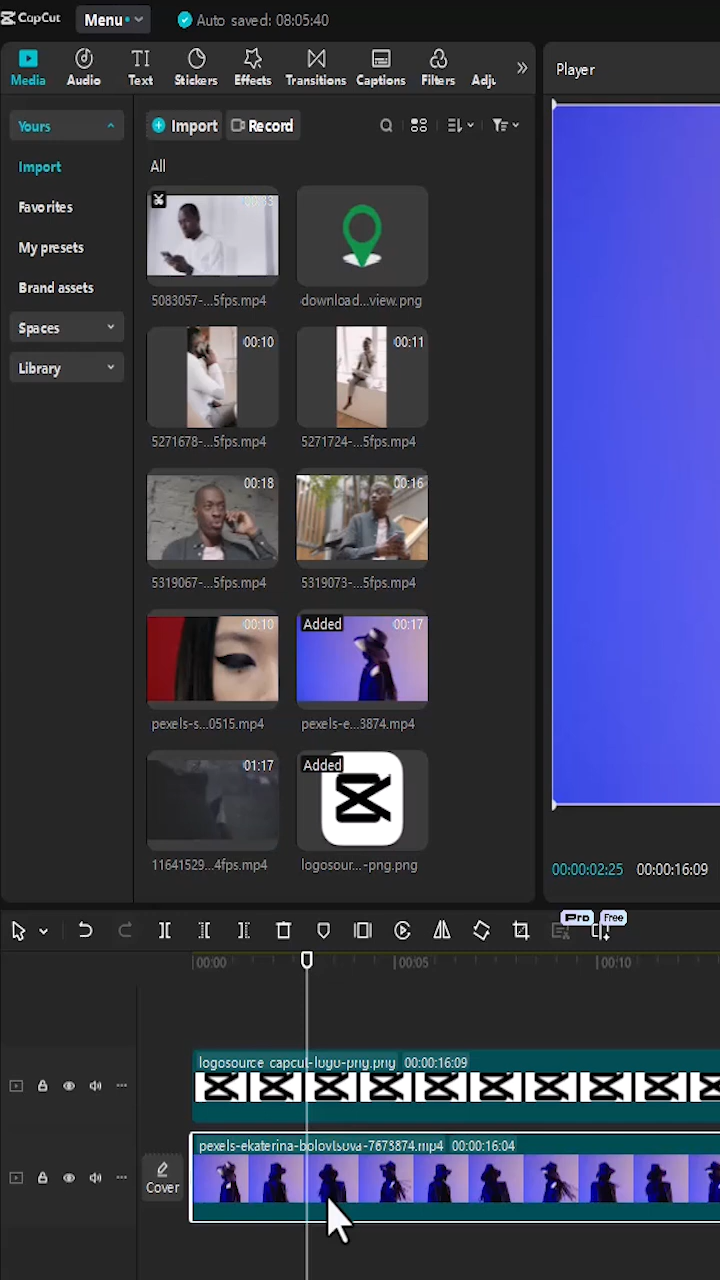 CapCut
Menu
Auto saved: 08:05:40
Media
Audio
Text
Stickers
Effects
Transitions
Captions
Filters
Adju
Player
Yours
Import
Record
All
Import
Favorites
My presets
Brand assets
Spaces
Library
5083057-...5fps.mp4
download...view.png
00:10
00:11
5271678-...5fps.mp4
5271724-...5fps.mp4
00:18
00:16
5319067-...5fps.mp4
5319073-...5fps.mp4
00:10
Added
00:17
pexels-s...0515.mp4
pexels-e...3874.mp4
01:17
Added
11641529...4fps.mp4
logosour...-png.png
00:00:02:25
00:00:16:09
Pro
Free
00:00
00:05
00:10
logosource capcut-logo-png.png 00:00:16:09
pexels-ekaterina-bolovtsova-7673874.mp4 00:00:16:04
Cover